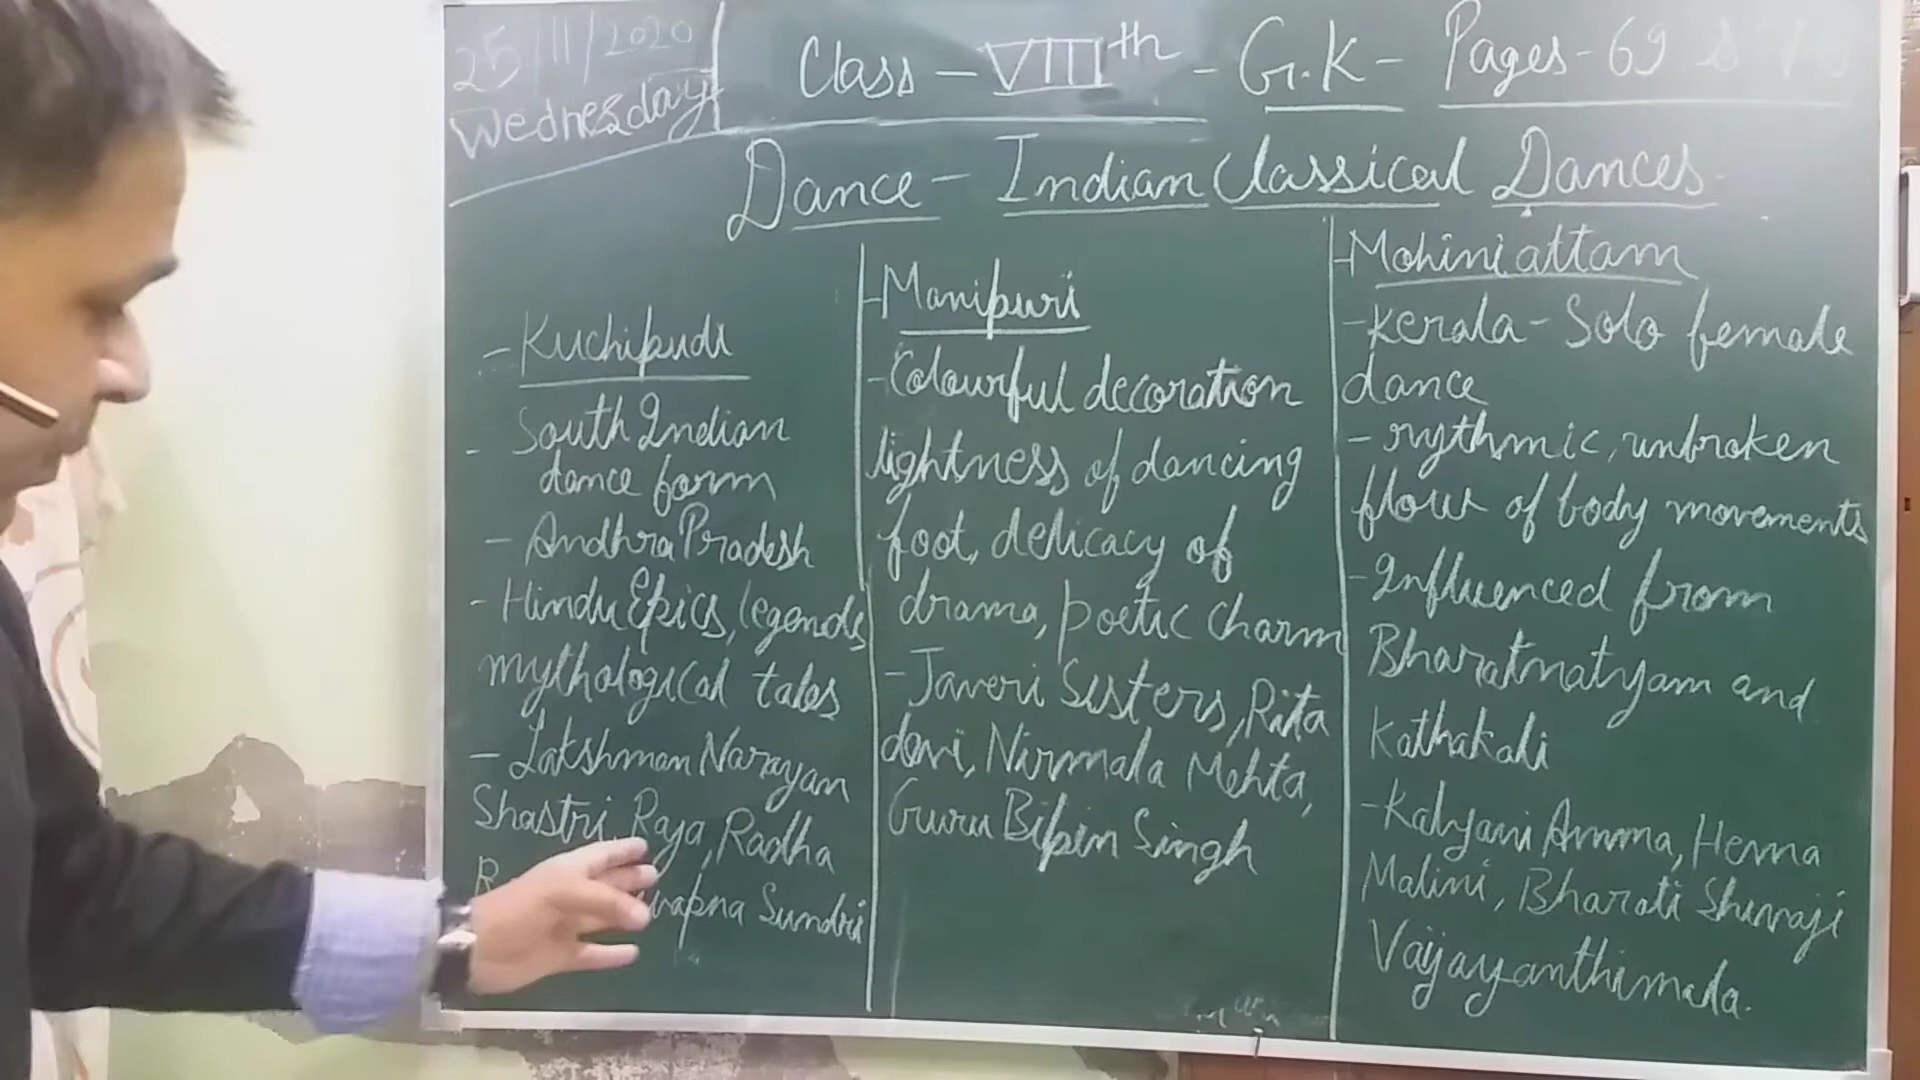 25/11/2020
Wednesday
Class - VIIIth - G.K - Pages - 69
Dance - Indian Classical Dances
- Kuchipudi
- South Indian
dance form
- Andhra Pradesh
- Hindu Epics, legends
mythological tales
- Lakshman Narayan
Shastri, Raja, Radha
Sundri
- Manipuri
- Colourful decoration
lightness of dancing
foot, delicacy of
drama, poetic charm
- Javeri Sisters, Rita
devi, Nirmala Mehta,
Guru Bipin Singh
- Mohiniattam
- Kerala - Solo female
dance
- rythmic, unbroken
flow of body movements
- Influenced from
Bharatnatyam and
Kathakali
- Kalyani Amma, Hema
Malini, Bharati Shivaji
Vaijayanthimala.